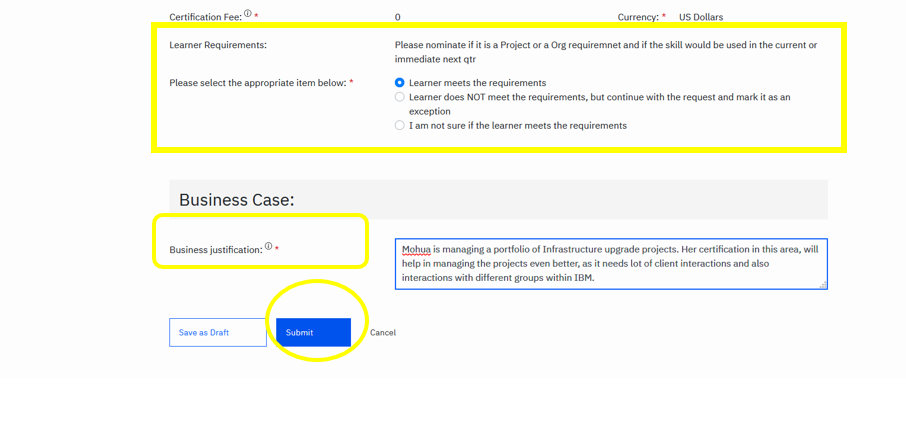 Certification Fee: ⓘ * 0 Currency: * US Dollars
Learner Requirements: Please nominate if it is a Project or a Org requiremnet and if the skill would be used in the current or
immediate next qtr
Please select the appropriate item below: * Learner meets the requirements
Learner does NOT meet the requirements, but continue with the request and mark it as an
exception
I am not sure if the learner meets the requirements
Business Case:
Business justification: ⓘ * Mohua is managing a portfolio of Infrastructure upgrade projects. Her certification in this area, will
help in managing the projects even better, as it needs lot of client interactions and also
interactions with different groups within IBM.
Save as Draft Submit Cancel